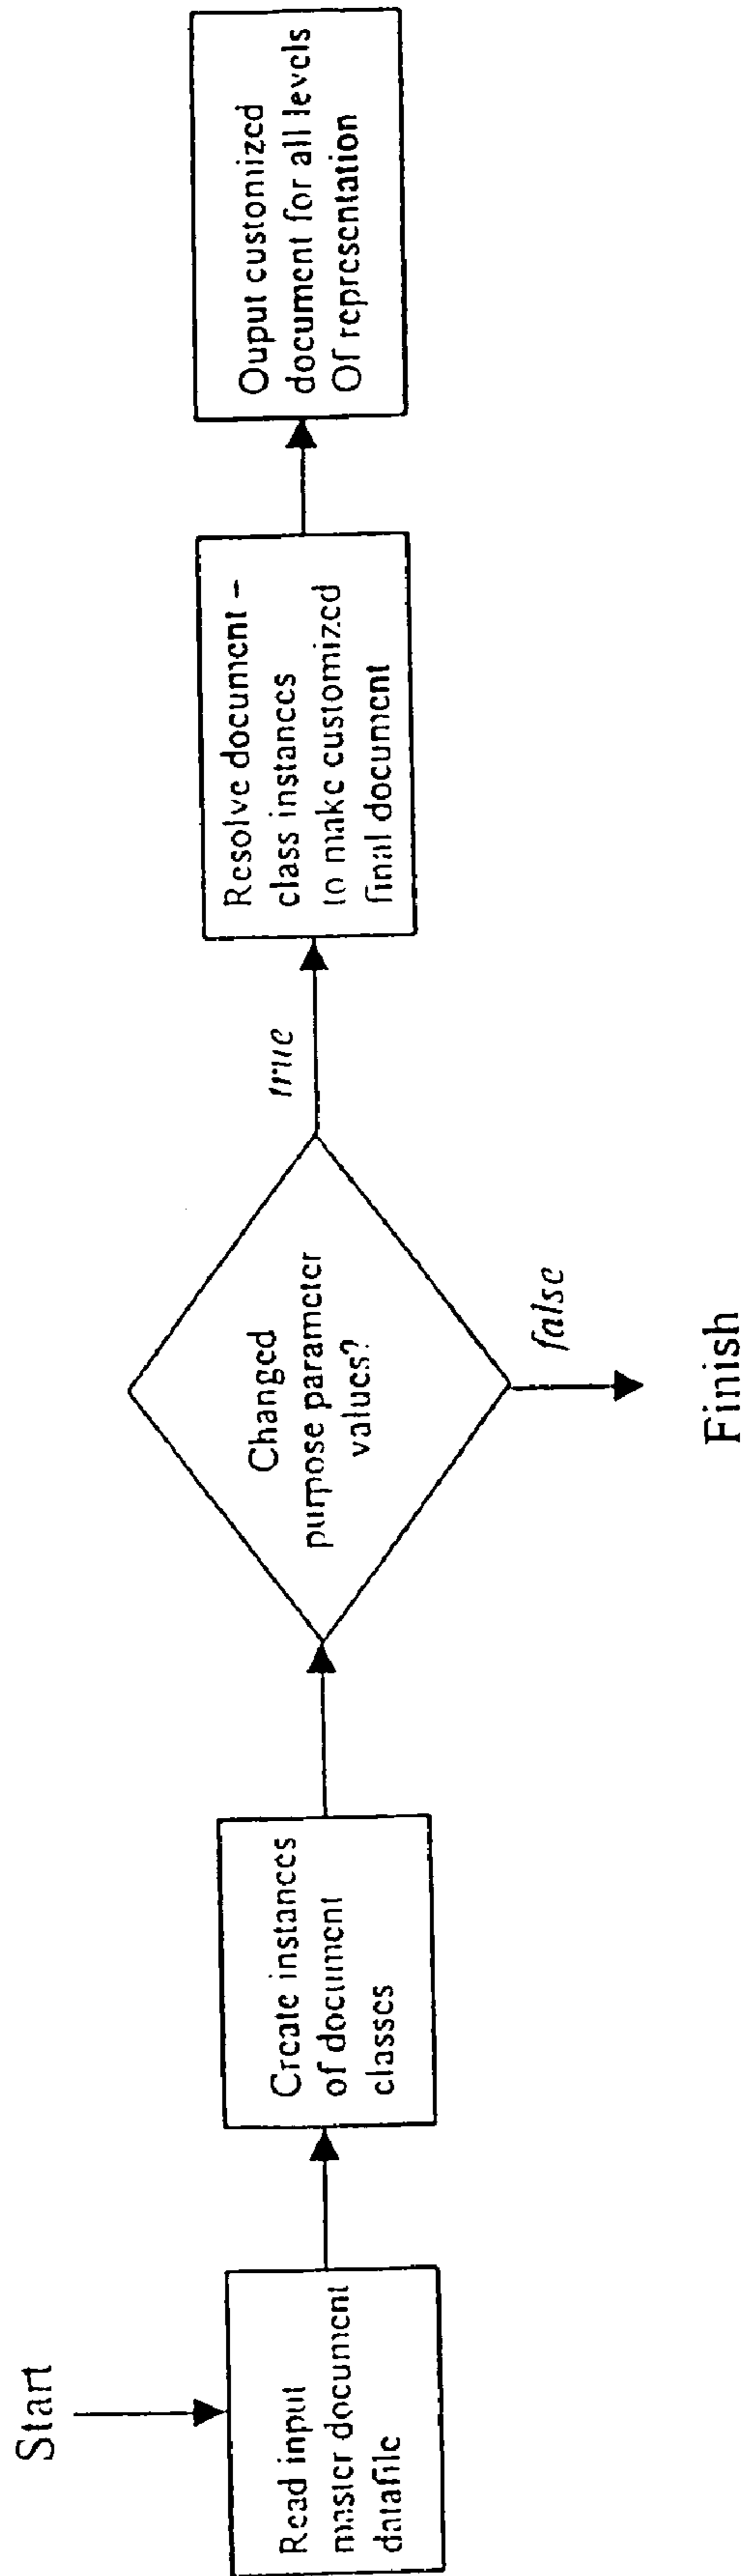 Start
Read input
master document
datafile
Create instances
of document
classes
Changed
purpose parameter
values?
true
false
Finish
Resolve document –
class instances
to make customized
final document
Ouput customized
document for all levels
Of representation